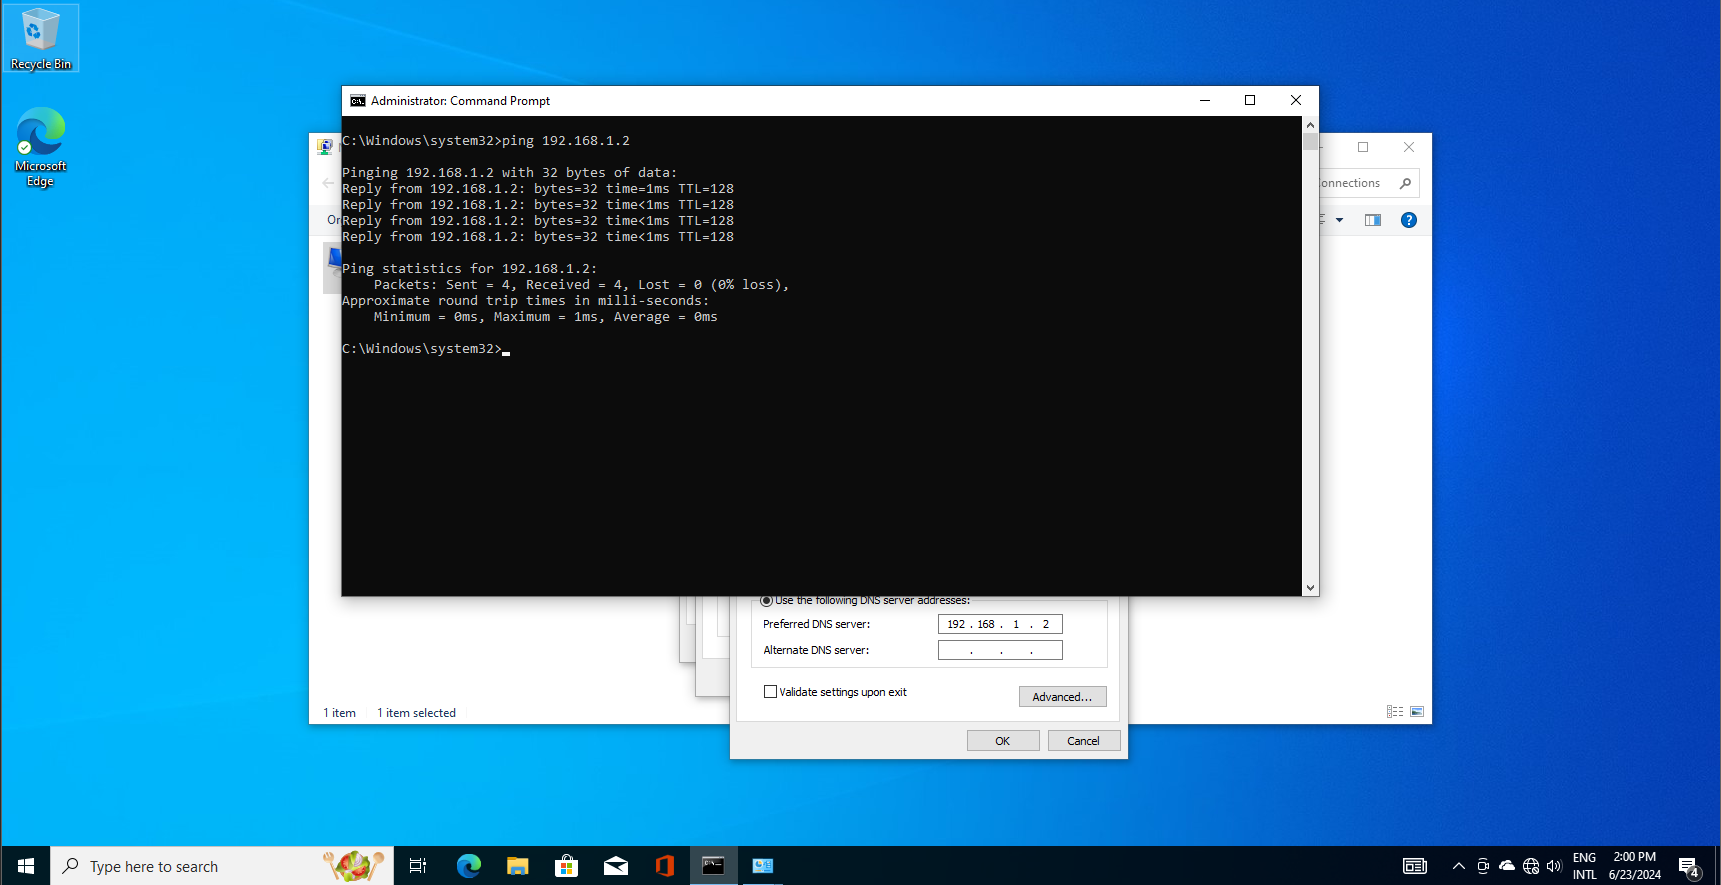 Recycle Bin
Microsoft
Edge
Administrator: Command Prompt
C:\Windows\system32>ping 192.168.1.2
Pinging 192.168.1.2 with 32 bytes of data:
Reply from 192.168.1.2: bytes=32 time=1ms TTL=128
Reply from 192.168.1.2: bytes=32 time<1ms TTL=128
Reply from 192.168.1.2: bytes=32 time<1ms TTL=128
Reply from 192.168.1.2: bytes=32 time<1ms TTL=128
Ping statistics for 192.168.1.2:
Packets: Sent = 4, Received = 4, Lost = 0 (0% loss),
Approximate round trip times in milli-seconds:
Minimum = 0ms, Maximum = 1ms, Average = 0ms
C:\Windows\system32>
onnections
Or
Use the following DNS server addresses:
Preferred DNS server: 192 . 168 . 1 . 2
Alternate DNS server: . . .
Validate settings upon exit
Advanced...
OK Cancel
1 item 1 item selected
Type here to search
ENG
INTL
2:00 PM
6/23/2024
4